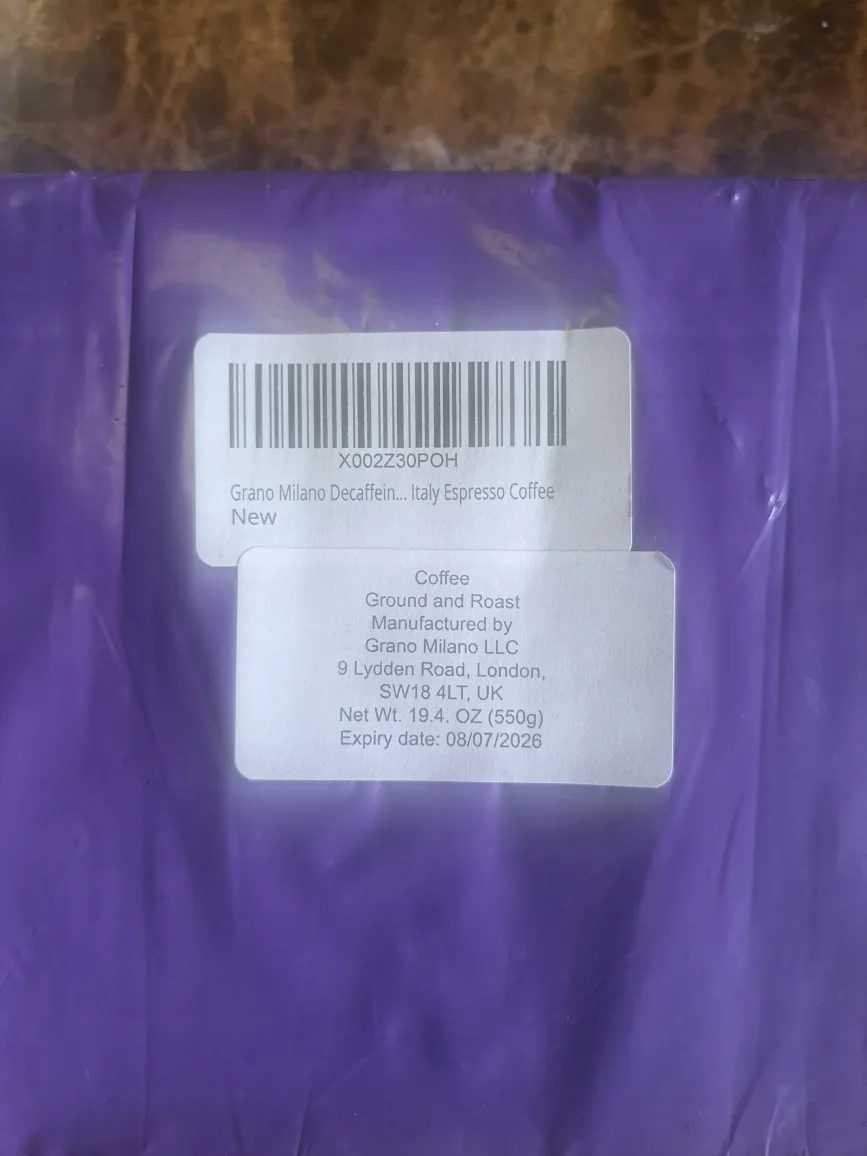 X002Z30POH
Grano Milano Decaffein... Italy Espresso Coffee
New
Coffee
Ground and Roast
Manufactured by
Grano Milano LLC
9 Lydden Road, London,
SW18 4LT, UK
Net Wt. 19.4. OZ (550g)
Expiry date: 08/07/2026